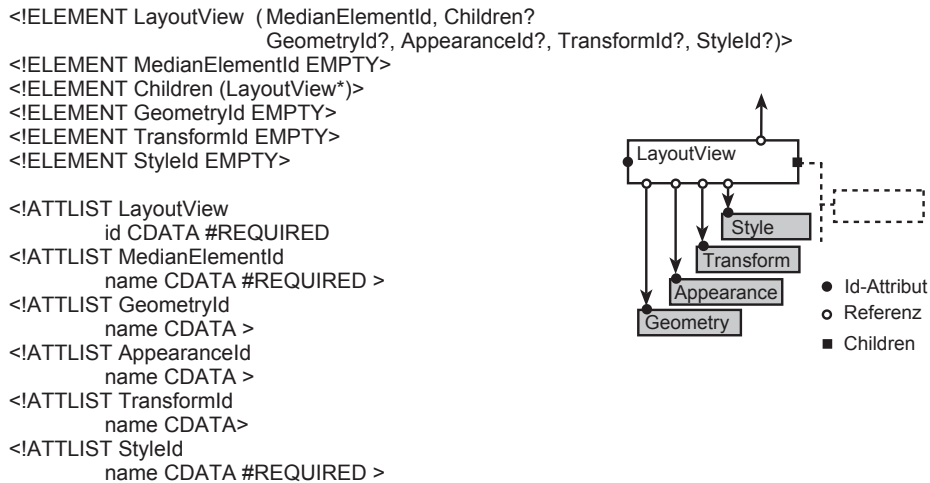 <!ELEMENT LayoutView ( MedianElementId, Children?
GeometryId?, AppearanceId?, TransformId?, StyleId?)>
<!ELEMENT MedianElementId EMPTY>
<!ELEMENT Children (LayoutView*)>
<!ELEMENT GeometryId EMPTY>
<!ELEMENT TransformId EMPTY>
<!ELEMENT StyleId EMPTY>
<!ATTLIST LayoutView
id CDATA #REQUIRED
<!ATTLIST MedianElementId
name CDATA #REQUIRED >
<!ATTLIST GeometryId
name CDATA >
<!ATTLIST AppearanceId
name CDATA >
<!ATTLIST TransformId
name CDATA>
<!ATTLIST StyleId
name CDATA #REQUIRED >
LayoutView
Style
Transform
Appearance
Geometry
Id-Attribut
Referenz
Children